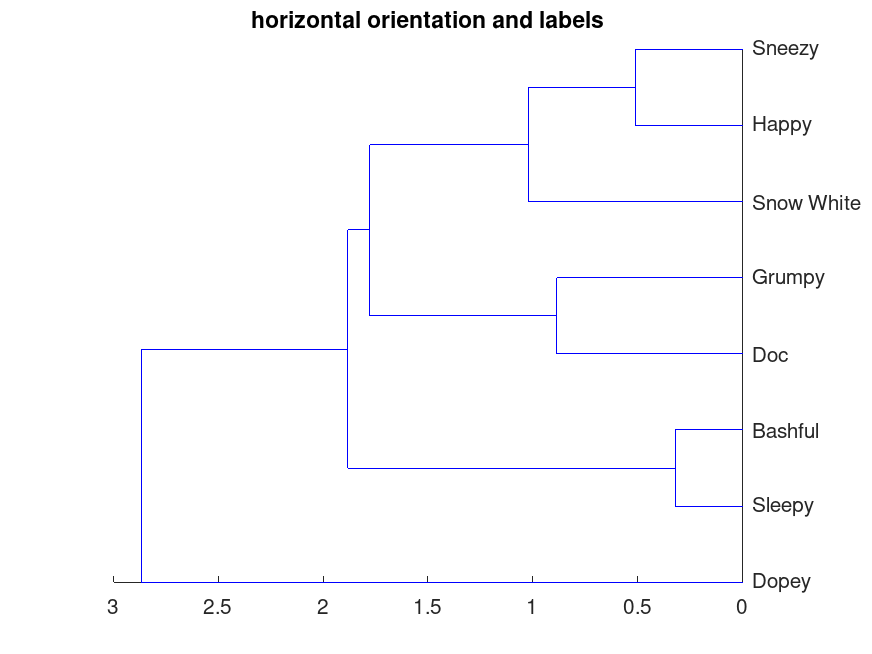 horizontal orientation and labels
Sneezy
Happy
Snow White
Grumpy
Doc
Bashful
Sleepy
Dopey
3 2.5 2 1.5 1 0.5 0